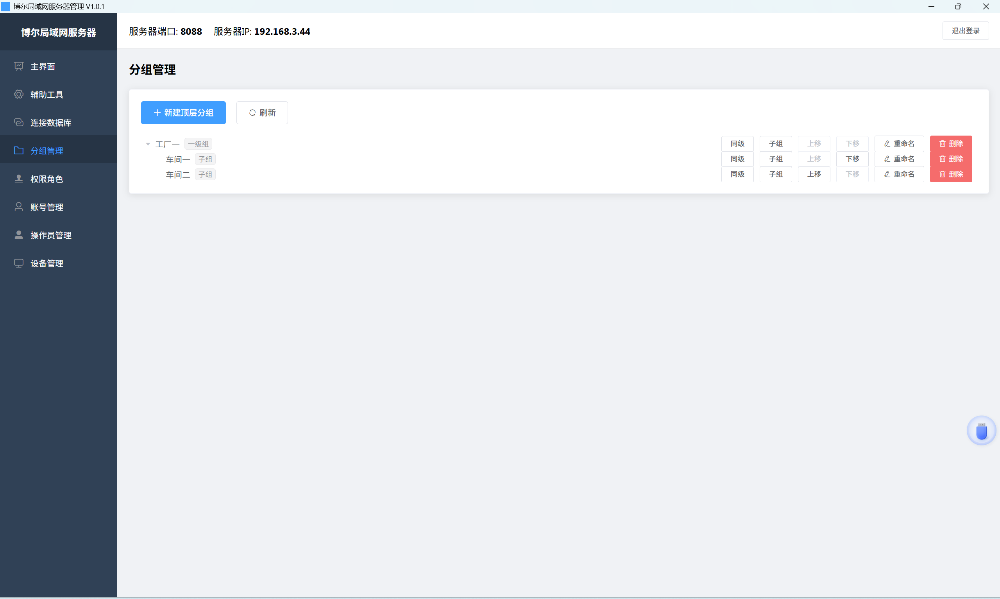 博尔局域网服务器管理 V1.0.1
博尔局域网服务器
服务器端口: 8088 服务器IP: 192.168.3.44
退出登录
主界面
辅助工具
连接数据库
分组管理
权限角色
账号管理
操作员管理
设备管理
分组管理
新建顶层分组 刷新
工厂一 一级组 同级 子组 上移 下移 重命名 删除
车间一 子组 同级 子组 上移 下移 重命名 删除
车间二 子组 同级 子组 上移 下移 重命名 删除